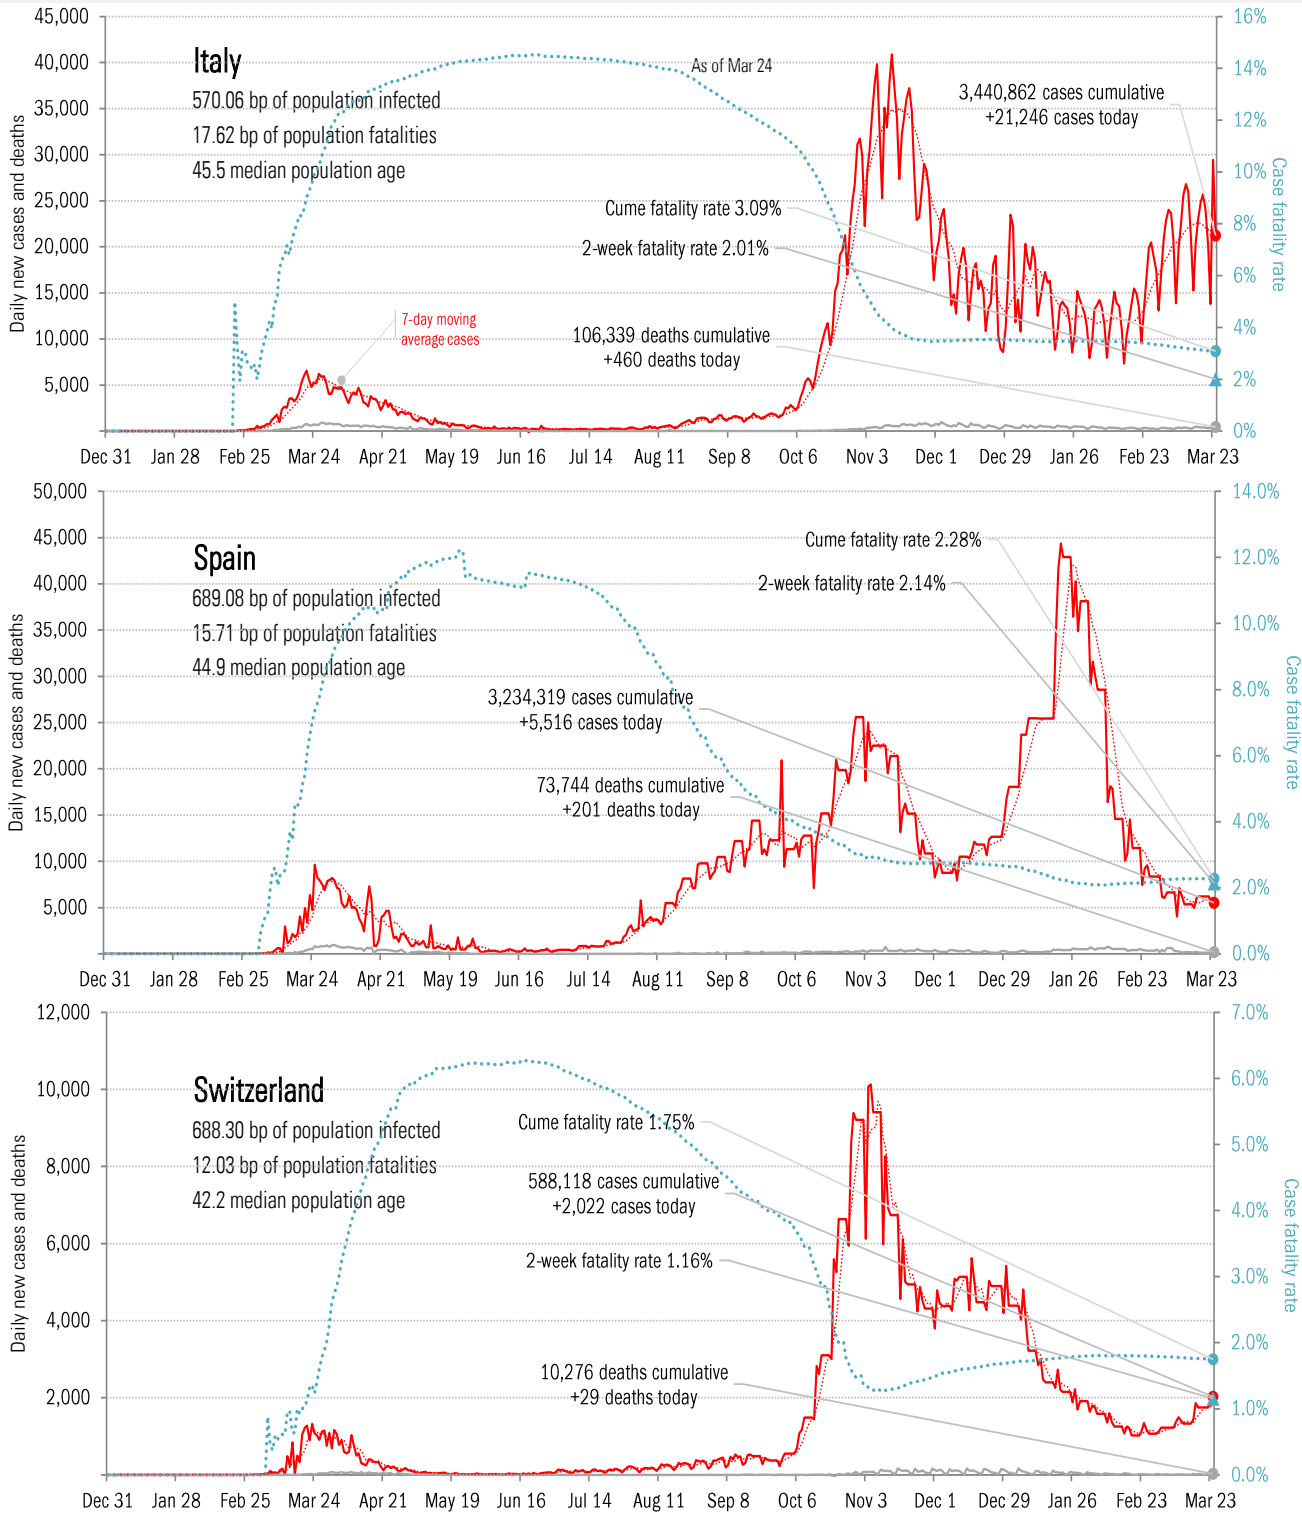 45,000
40,000
35,000
30,000
25,000
20,000
15,000
10,000
5,000
Daily new cases and deaths
Italy
570.06 bp of population infected
17.62 bp of population fatalities
45.5 median population age
As of Mar 24
3,440,862 cases cumulative
+21,246 cases today
Cume fatality rate 3.09%
2-week fatality rate 2.01%
7-day moving
average cases
106,339 deaths cumulative
+460 deaths today
16%
14%
12%
10%
8%
6%
4%
2%
0%
Case fatality rate
Dec 31 Jan 28 Feb 25 Mar 24 Apr 21 May 19 Jun 16 Jul 14 Aug 11 Sep 8 Oct 6 Nov 3 Dec 1 Dec 29 Jan 26 Feb 23 Mar 23
50,000
45,000
40,000
35,000
30,000
25,000
20,000
15,000
10,000
5,000
Daily new cases and deaths
Spain
689.08 bp of population infected
15.71 bp of population fatalities
44.9 median population age
Cume fatality rate 2.28%
2-week fatality rate 2.14%
3,234,319 cases cumulative
+5,516 cases today
73,744 deaths cumulative
+201 deaths today
14.0%
12.0%
10.0%
8.0%
6.0%
4.0%
2.0%
0.0%
Case fatality rate
Dec 31 Jan 28 Feb 25 Mar 24 Apr 21 May 19 Jun 16 Jul 14 Aug 11 Sep 8 Oct 6 Nov 3 Dec 1 Dec 29 Jan 26 Feb 23 Mar 23
12,000
10,000
8,000
6,000
4,000
2,000
Daily new cases and deaths
Switzerland
688.30 bp of population infected
12.03 bp of population fatalities
42.2 median population age
Cume fatality rate 1.75%
588,118 cases cumulative
+2,022 cases today
2-week fatality rate 1.16%
10,276 deaths cumulative
+29 deaths today
7.0%
6.0%
5.0%
4.0%
3.0%
2.0%
1.0%
0.0%
Case fatality rate
Dec 31 Jan 28 Feb 25 Mar 24 Apr 21 May 19 Jun 16 Jul 14 Aug 11 Sep 8 Oct 6 Nov 3 Dec 1 Dec 29 Jan 26 Feb 23 Mar 23